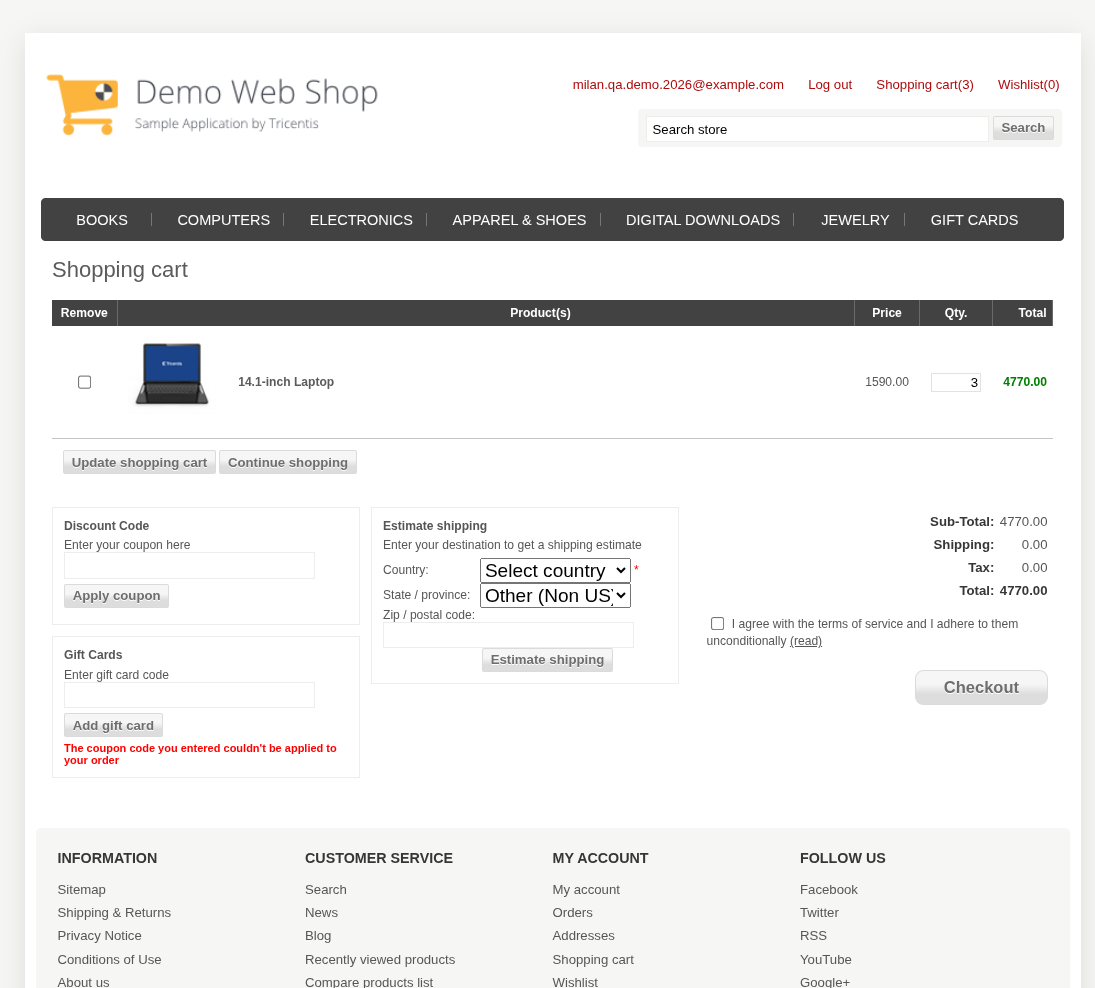 Demo Web Shop
Sample Application by Tricentis
milan.qa.demo.2026@example.com Log out Shopping cart(3) Wishlist(0)
Search store Search
BOOKS COMPUTERS ELECTRONICS APPAREL & SHOES DIGITAL DOWNLOADS JEWELRY GIFT CARDS
Shopping cart
Remove Product(s) Price Qty. Total
Tricentis
14.1-inch Laptop 1590.00 3 4770.00
Update shopping cart Continue shopping
Discount Code
Enter your coupon here
Apply coupon
Gift Cards
Enter gift card code
Add gift card
The coupon code you entered couldn't be applied to
your order
Estimate shipping
Enter your destination to get a shipping estimate
Country: Select country *
State / province: Other (Non US)
Zip / postal code:
Estimate shipping
Sub-Total: 4770.00
Shipping: 0.00
Tax: 0.00
Total: 4770.00
I agree with the terms of service and I adhere to them
unconditionally (read)
Checkout
INFORMATION
Sitemap
Shipping & Returns
Privacy Notice
Conditions of Use
About us
CUSTOMER SERVICE
Search
News
Blog
Recently viewed products
Compare products list
MY ACCOUNT
My account
Orders
Addresses
Shopping cart
Wishlist
FOLLOW US
Facebook
Twitter
RSS
YouTube
Google+